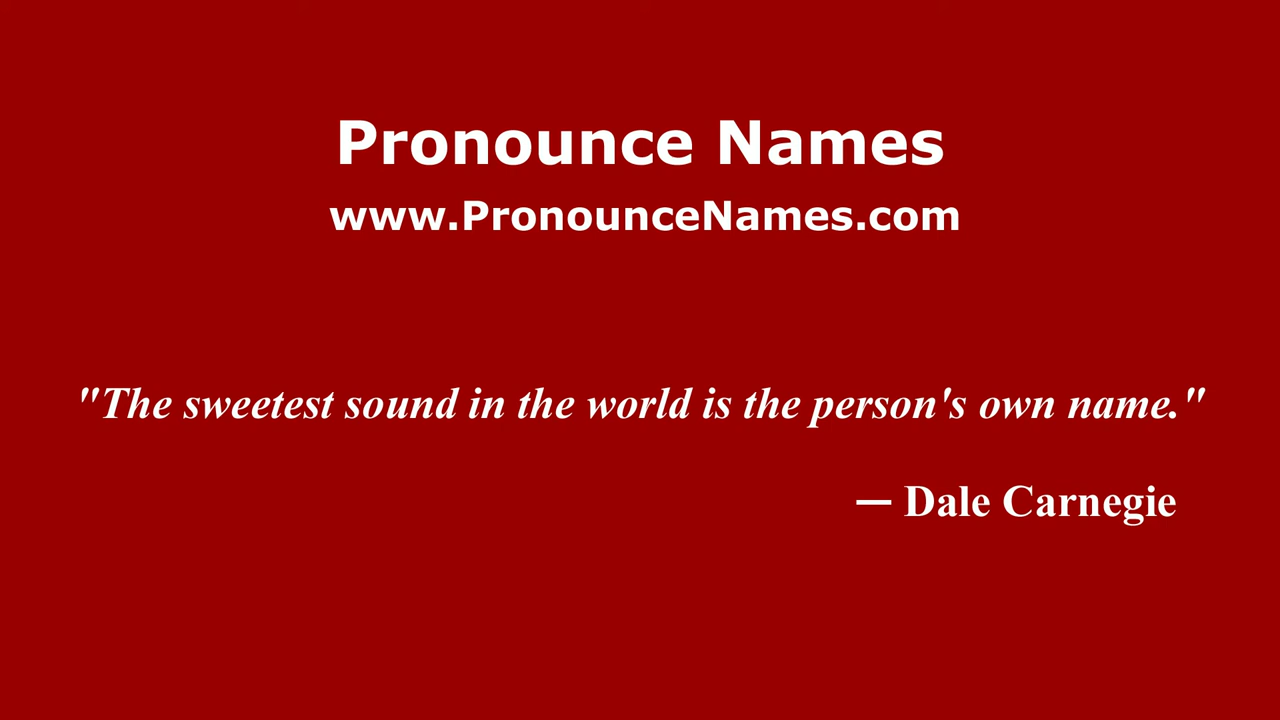 Pronounce Names
www.PronounceNames.com
"The sweetest sound in the world is the person's own name."
— Dale Carnegie